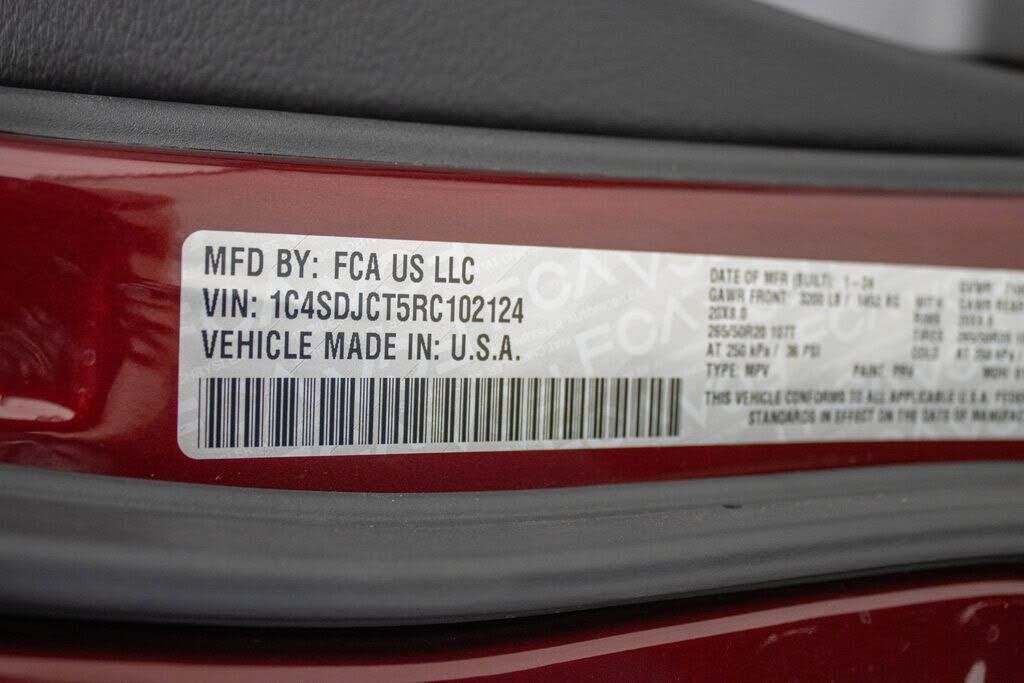 MFD BY: FCA US LLC
VIN: 1C4SDJCT5RC102124
VEHICLE MADE IN: U.S.A.
DATE OF MFR (BUILT): 1-24
GAWR FRONT: 3200 LB / 1452 KG
20X8.0
265/50R20 107T
AT 250 kPa / 36 PSI
TYPE: MPV PAINT: PRV
THIS VEHICLE CONFORMS TO ALL APPLICABLE U.S.A.
STANDARDS IN EFFECT ON THE DATE OF